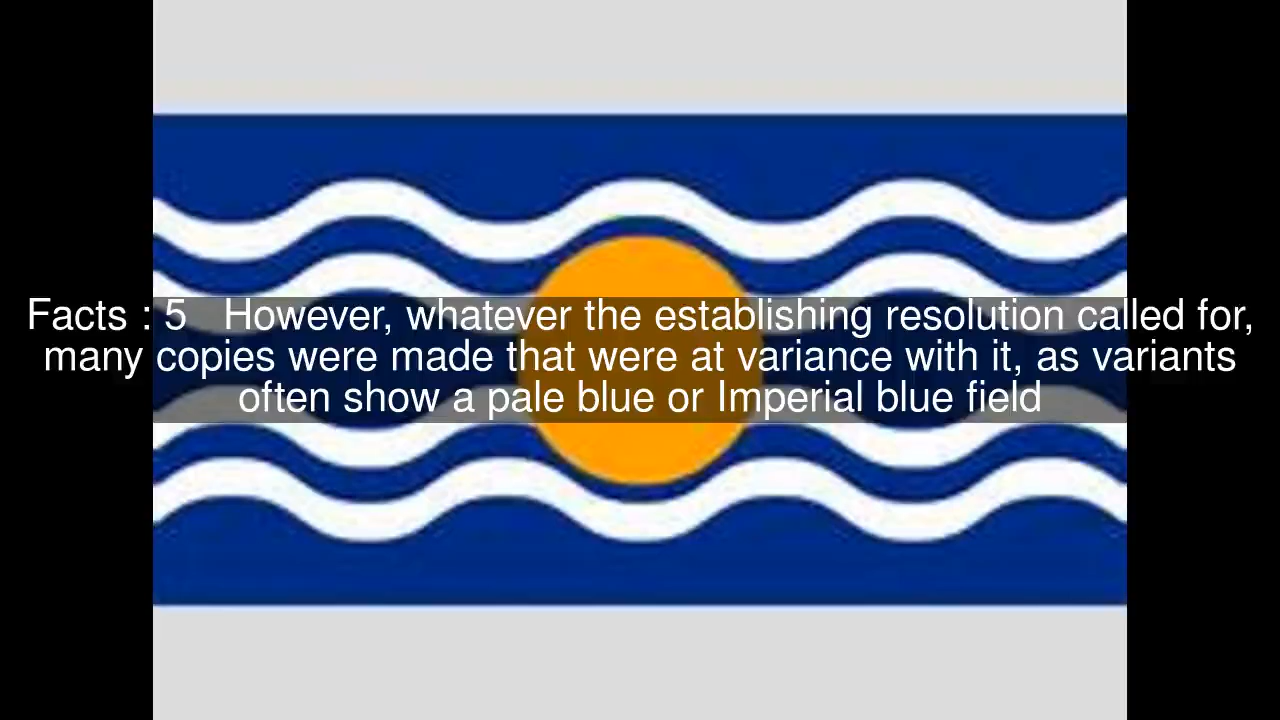 Facts : 5   However, whatever the establishing resolution called for,
many copies were made that were at variance with it, as variants
often show a pale blue or Imperial blue field